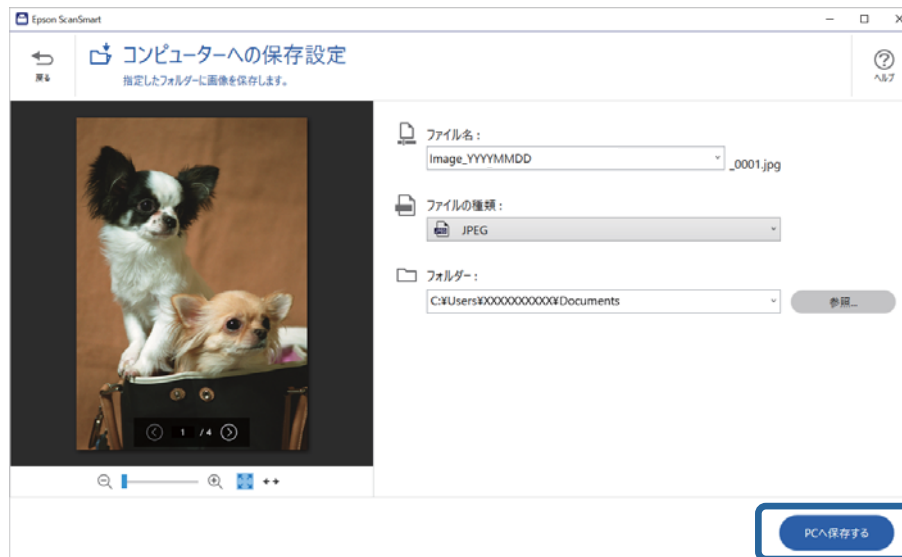 Epson ScanSmart
戻る
コンピューターへの保存設定
指定したフォルダーに画像を保存します。
ヘルプ
ファイル名：
Image_YYYYMMDD
_0001.jpg
ファイルの種類：
JPEG
フォルダー：
C:¥Users¥XXXXXXXXXXX¥Documents
参照...
1 / 4
PCへ保存する